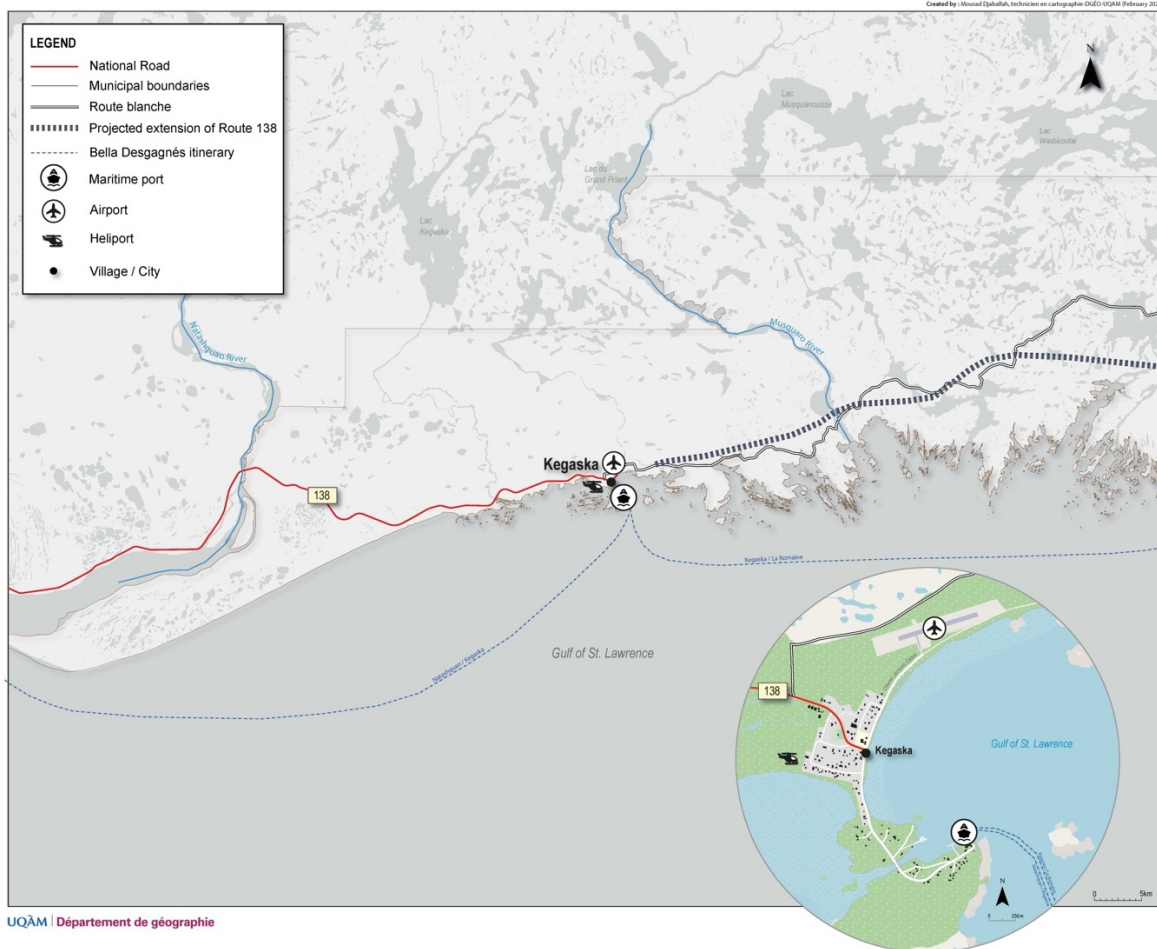 Created by : Mourad Djaballah, technicien en cartographie-DGÉO-UQAM (February 202
LEGEND
National Road
Municipal boundaries
Route blanche
Projected extension of Route 138
Bella Desgagnés itinerary
Maritime port
Airport
Heliport
Village / City
N
Lac
Musquanousse
Lac
Washicoutai
Lac du
Grand Priant
Lac
Kegaska
Natashquan River
Musquaro River
Kegaska
138
Kegaska / La Romaine
Natashquan / Kegaska
Gulf of St. Lawrence
138
Kegaska
Gulf of St. Lawrence
N
0 250m
0 5km
UQÀM | Département de géographie